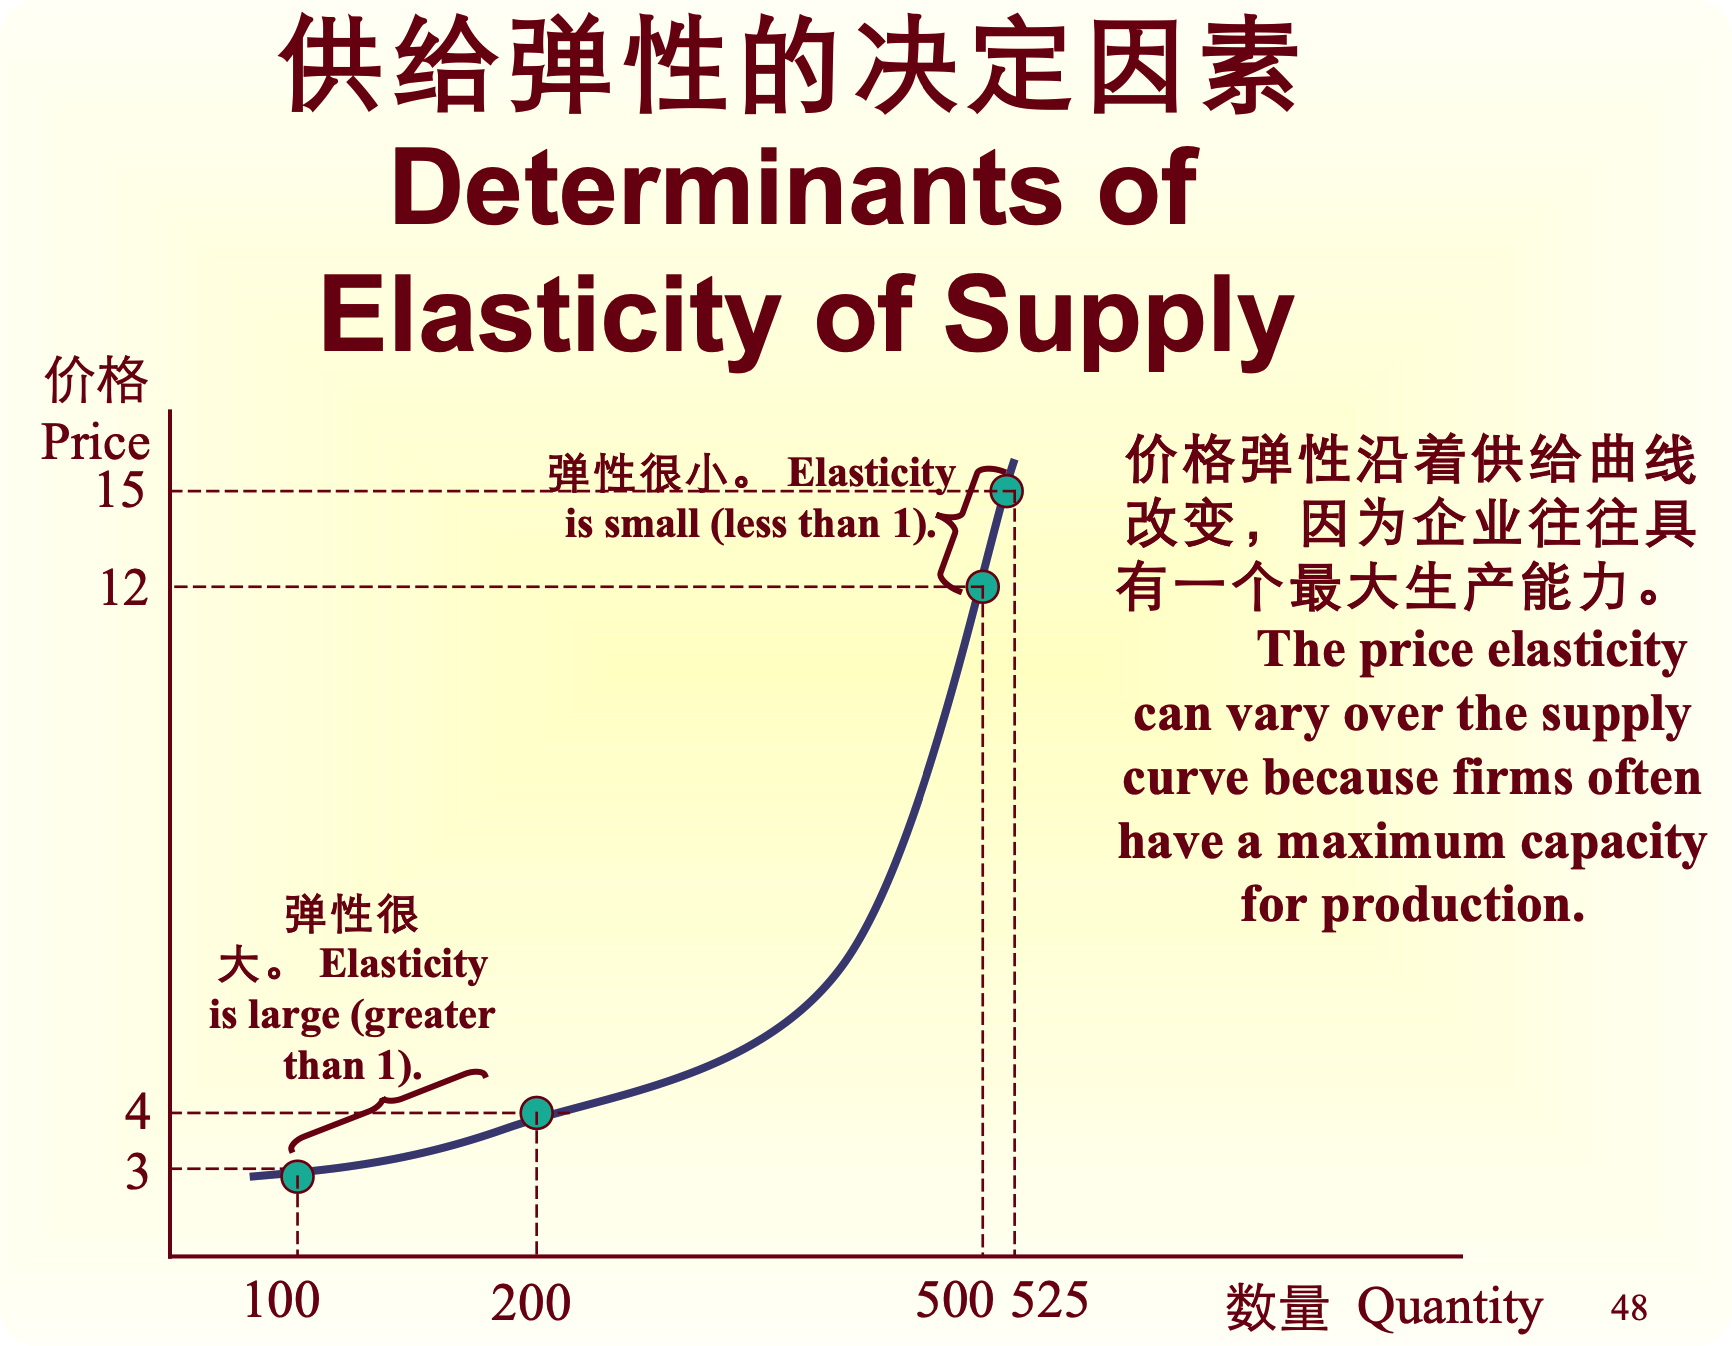 供给弹性的决定因素
Determinants of
Elasticity of Supply
价格
Price
15
12
4
3
弹性很小。 Elasticity
is small (less than 1).
弹性很
大。 Elasticity
is large (greater
than 1).
价格弹性沿着供给曲线
改变，因为企业往往具
有一个最大生产能力。
The price elasticity
can vary over the supply
curve because firms often
have a maximum capacity
for production.
100 200 500 525 数量 Quantity
48